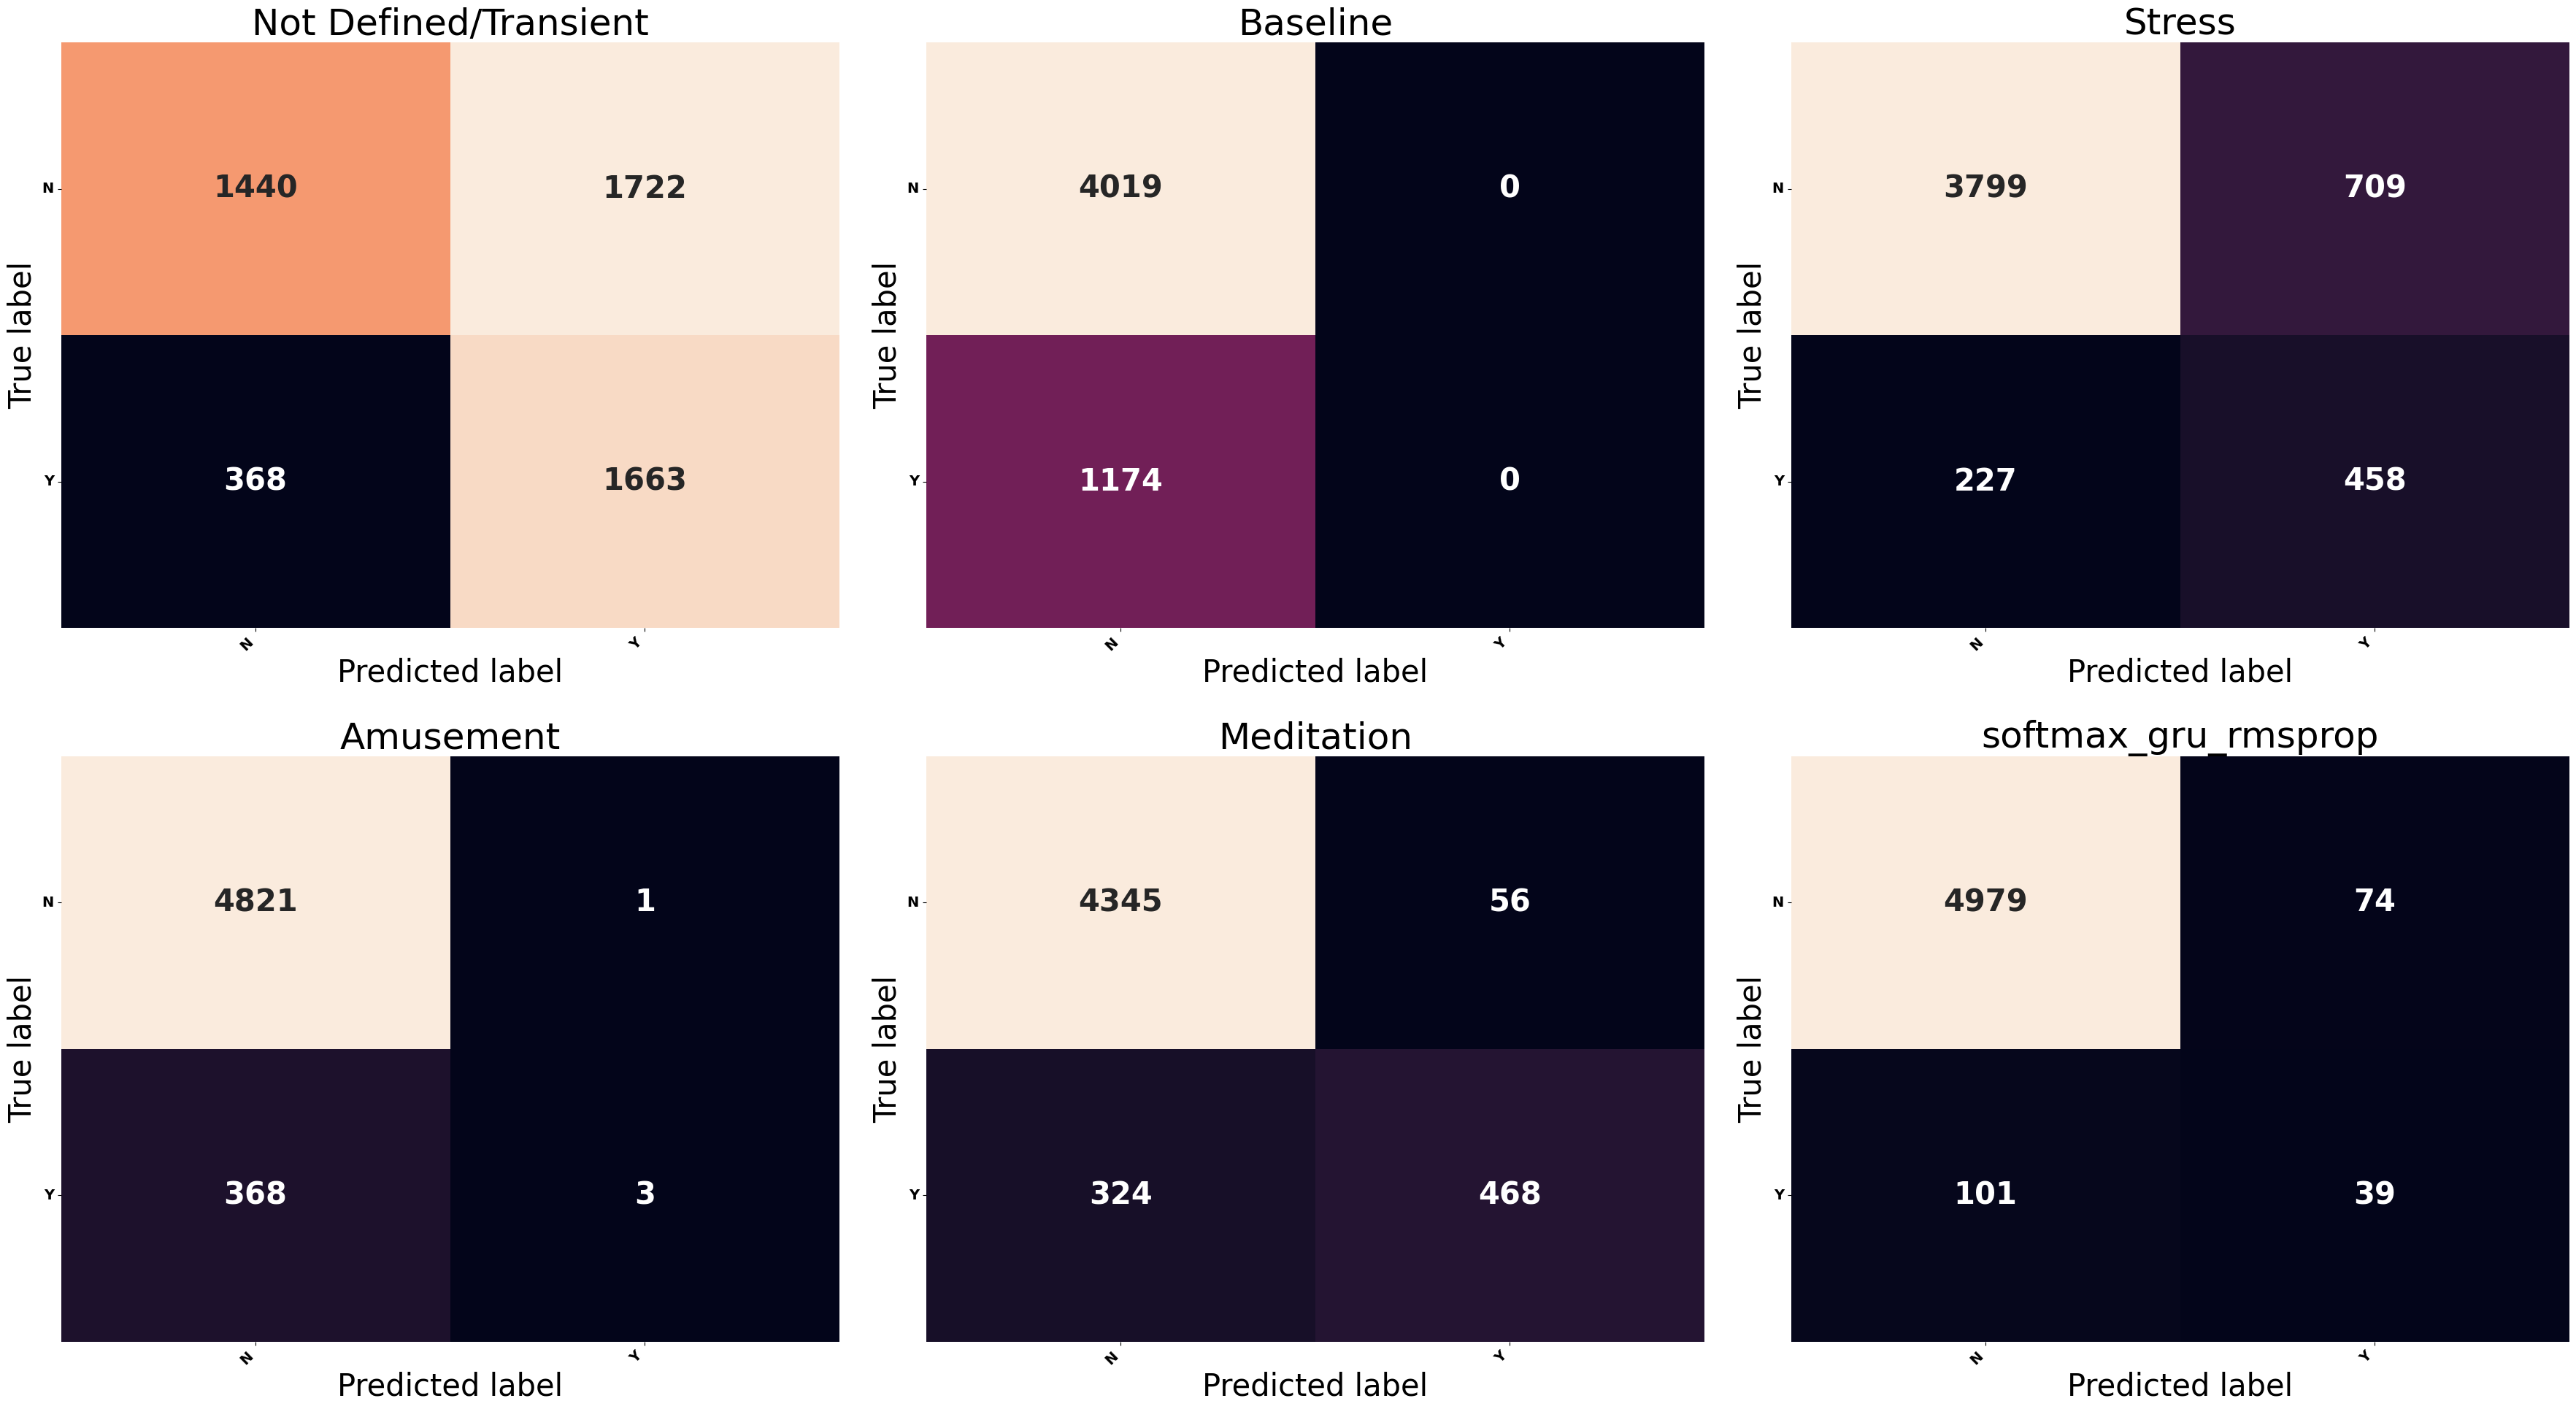 Not Defined/Transient
True label
N
Y
1440
1722
368
1663
N
Y
Predicted label
Baseline
True label
N
Y
4019
0
1174
0
N
Y
Predicted label
Stress
True label
N
Y
3799
709
227
458
N
Y
Predicted label
Amusement
True label
N
Y
4821
1
368
3
N
Y
Predicted label
Meditation
True label
N
Y
4345
56
324
468
N
Y
Predicted label
softmax_gru_rmsprop
True label
N
Y
4979
74
101
39
N
Y
Predicted label